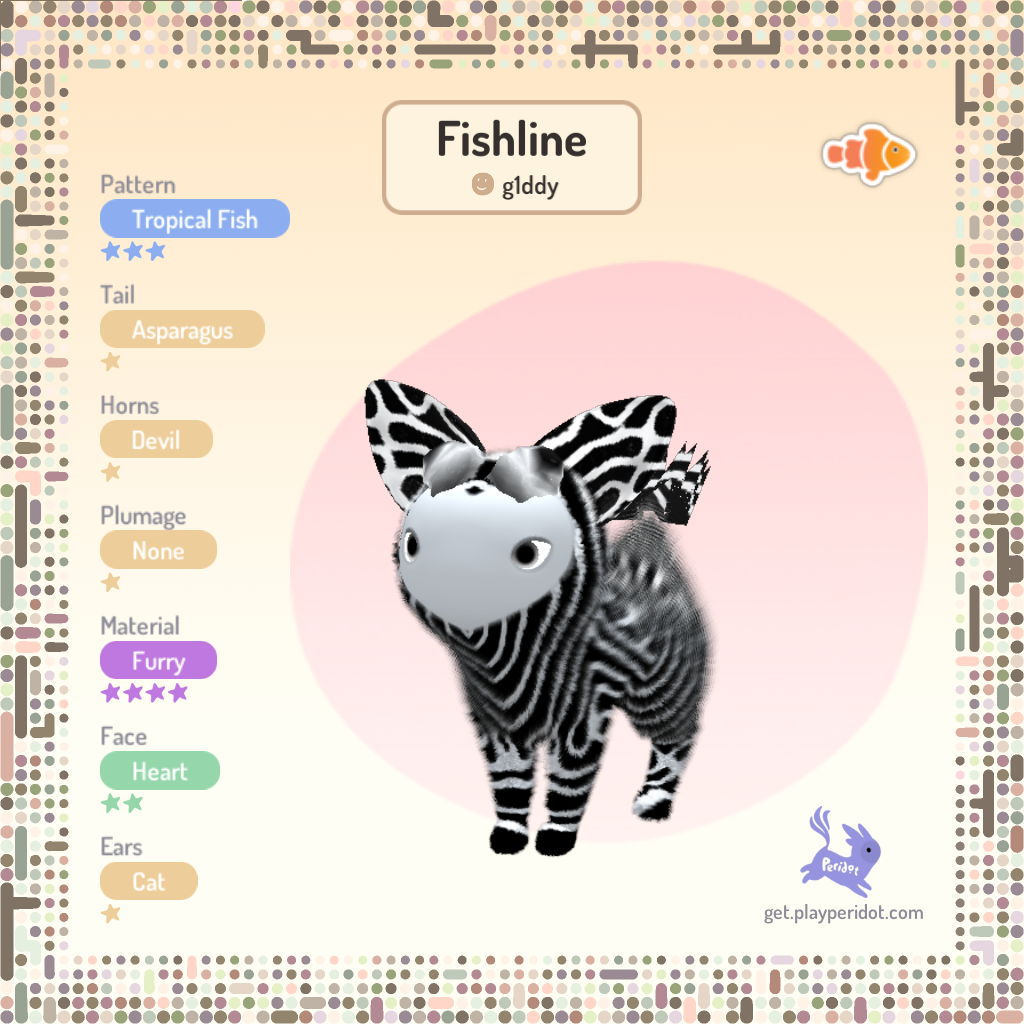 Fishline
g1ddy
Pattern
Tropical Fish
Tail
Asparagus
Horns
Devil
Plumage
None
Material
Furry
Face
Heart
Ears
Cat
Peridot
get.playperidot.com